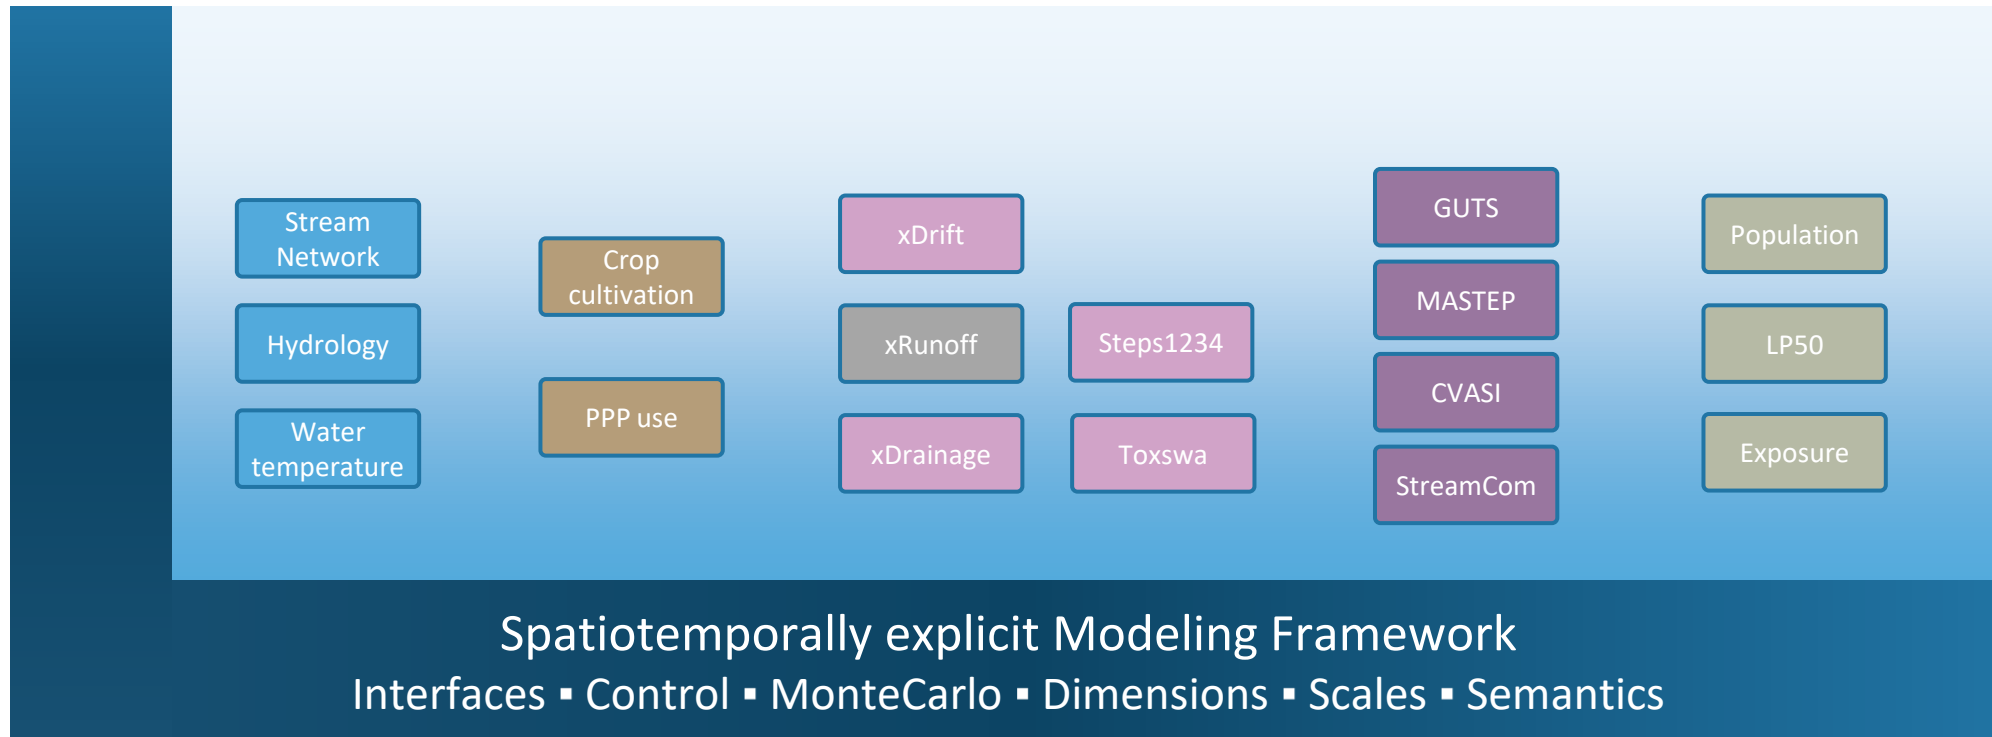 Stream
Network
Hydrology
Water
temperature
Crop
cultivation
PPP use
xDrift
xRunoff
xDrainage
Steps1234
Toxswa
GUTS
MASTEP
CVASI
StreamCom
Population
LP50
Exposure
Spatiotemporally explicit Modeling Framework
Interfaces ▪ Control ▪ MonteCarlo ▪ Dimensions ▪ Scales ▪ Semantics